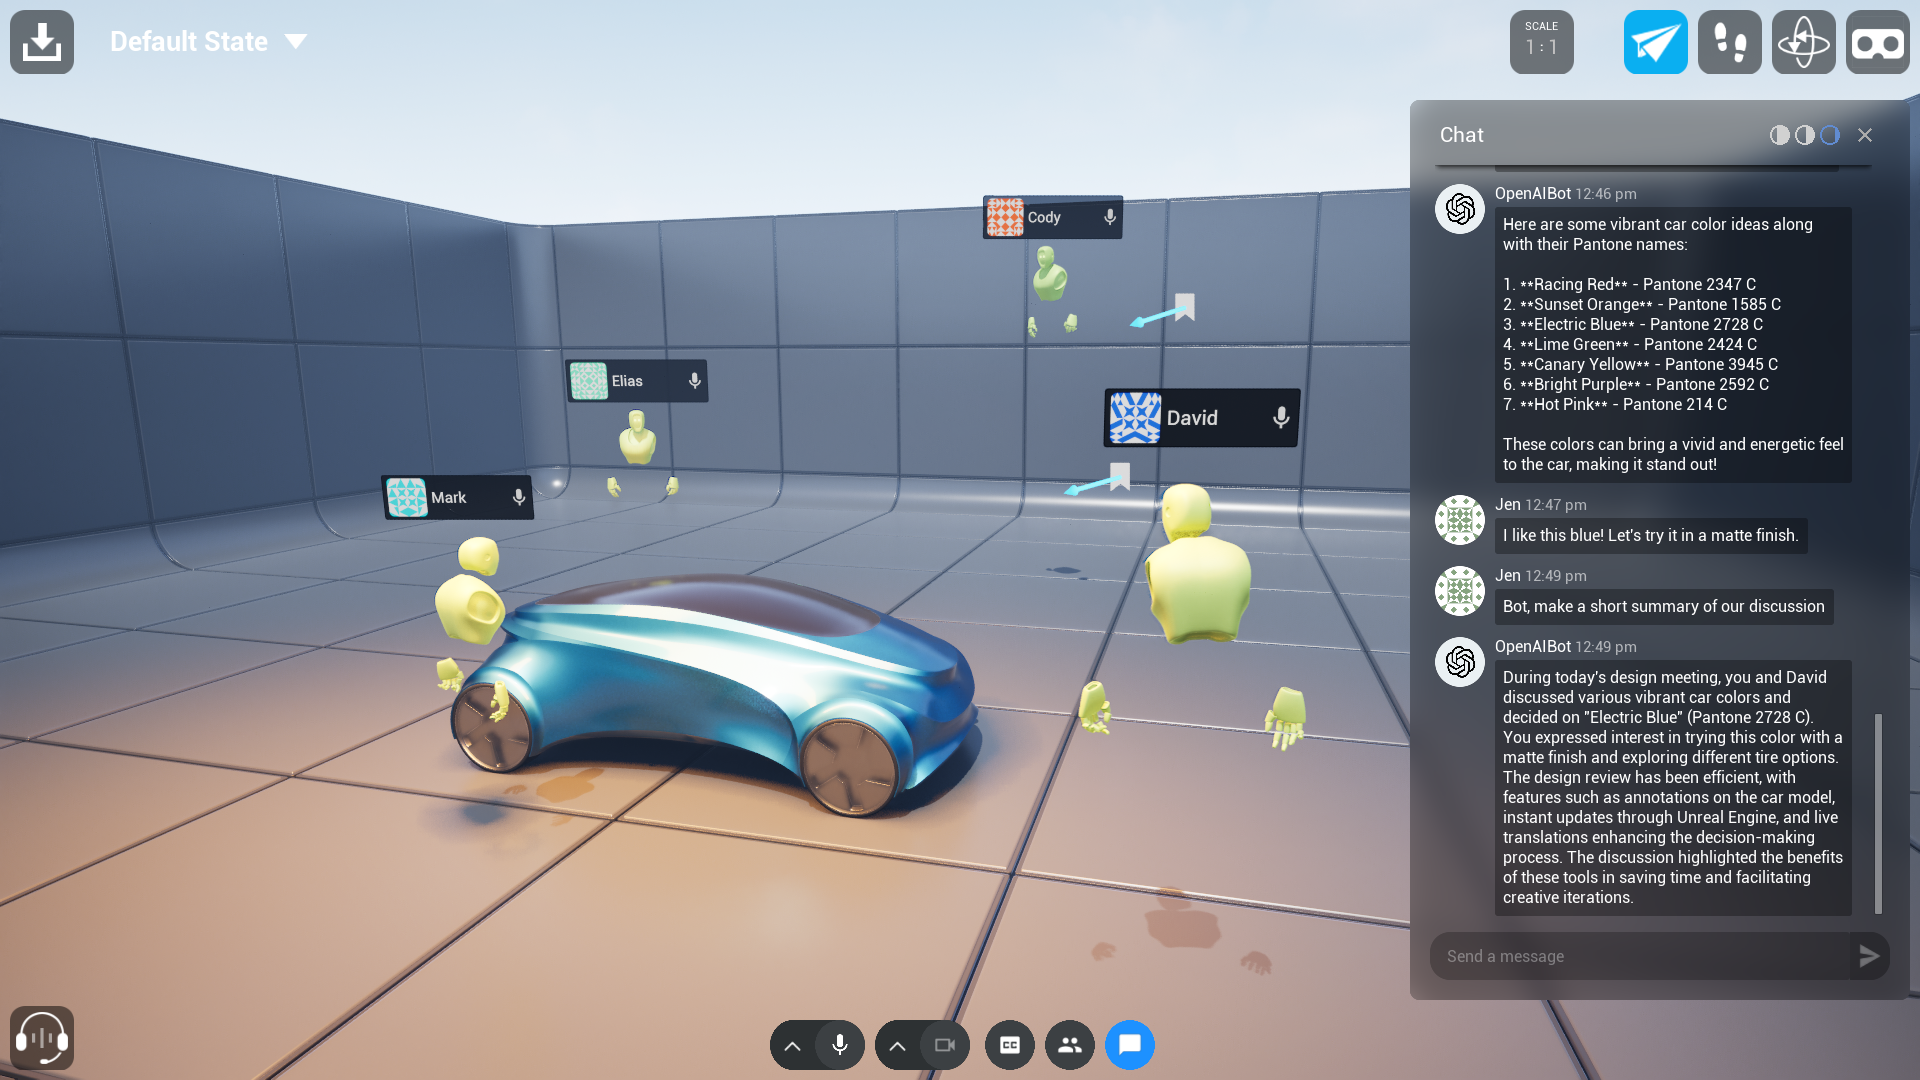 Default State
SCALE
1 : 1
Chat
OpenAIBot 12:46 pm
Here are some vibrant car color ideas along
with their Pantone names:
1. **Racing Red** - Pantone 2347 C
2. **Sunset Orange** - Pantone 1585 C
3. **Electric Blue** - Pantone 2728 C
4. **Lime Green** - Pantone 2424 C
5. **Canary Yellow** - Pantone 3945 C
6. **Bright Purple** - Pantone 2592 C
7. **Hot Pink** - Pantone 214 C
These colors can bring a vivid and energetic feel
to the car, making it stand out!
Jen 12:47 pm
I like this blue! Let's try it in a matte finish.
Jen 12:49 pm
Bot, make a short summary of our discussion
OpenAIBot 12:49 pm
During today's design meeting, you and David
discussed various vibrant car colors and
decided on "Electric Blue" (Pantone 2728 C).
You expressed interest in trying this color with a
matte finish and exploring different tire options.
The design review has been efficient, with
features such as annotations on the car model,
instant updates through Unreal Engine, and live
translations enhancing the decision-making
process. The discussion highlighted the benefits
of these tools in saving time and facilitating
creative iterations.
Send a message
Cody
Elias
David
Mark
CC